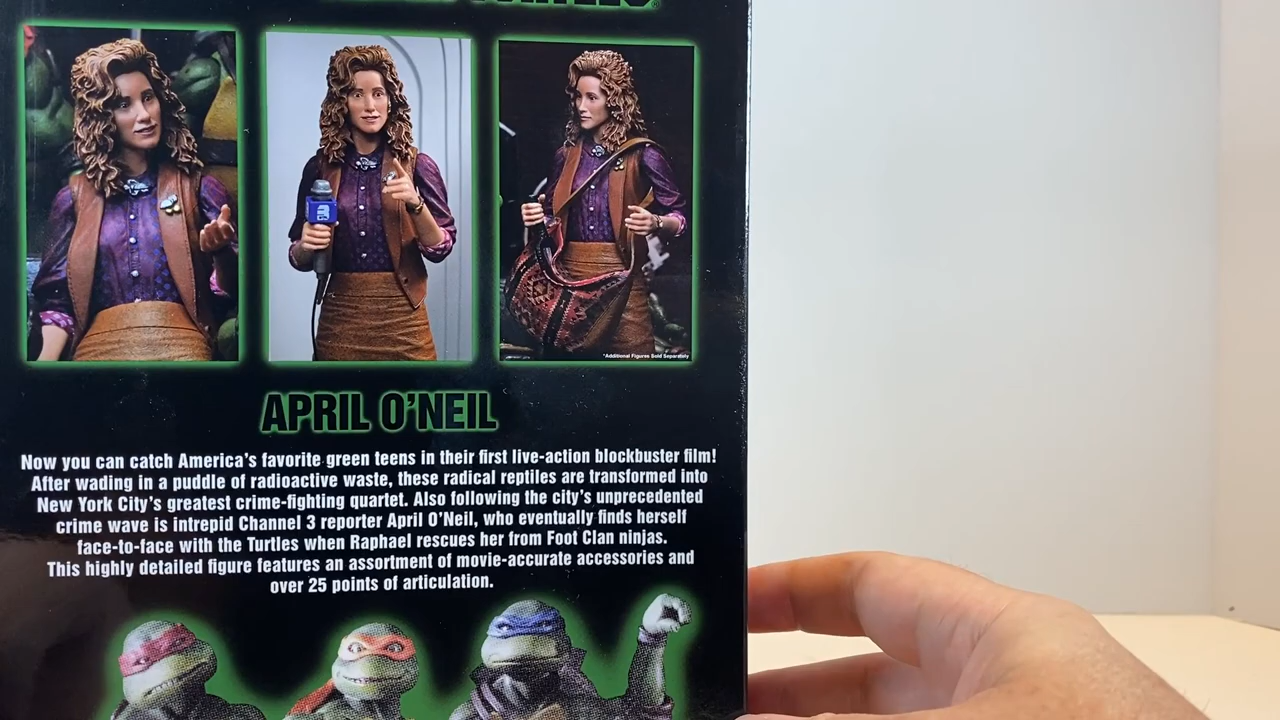 *Additional Figures Sold Separately
APRIL O'NEIL
Now you can catch America's favorite green teens in their first live-action blockbuster film!
After wading in a puddle of radioactive waste, these radical reptiles are transformed into
New York City's greatest crime-fighting quartet. Also following the city's unprecedented
crime wave is intrepid Channel 3 reporter April O'Neil, who eventually finds herself
face-to-face with the Turtles when Raphael rescues her from Foot Clan ninjas.
This highly detailed figure features an assortment of movie-accurate accessories and
over 25 points of articulation.